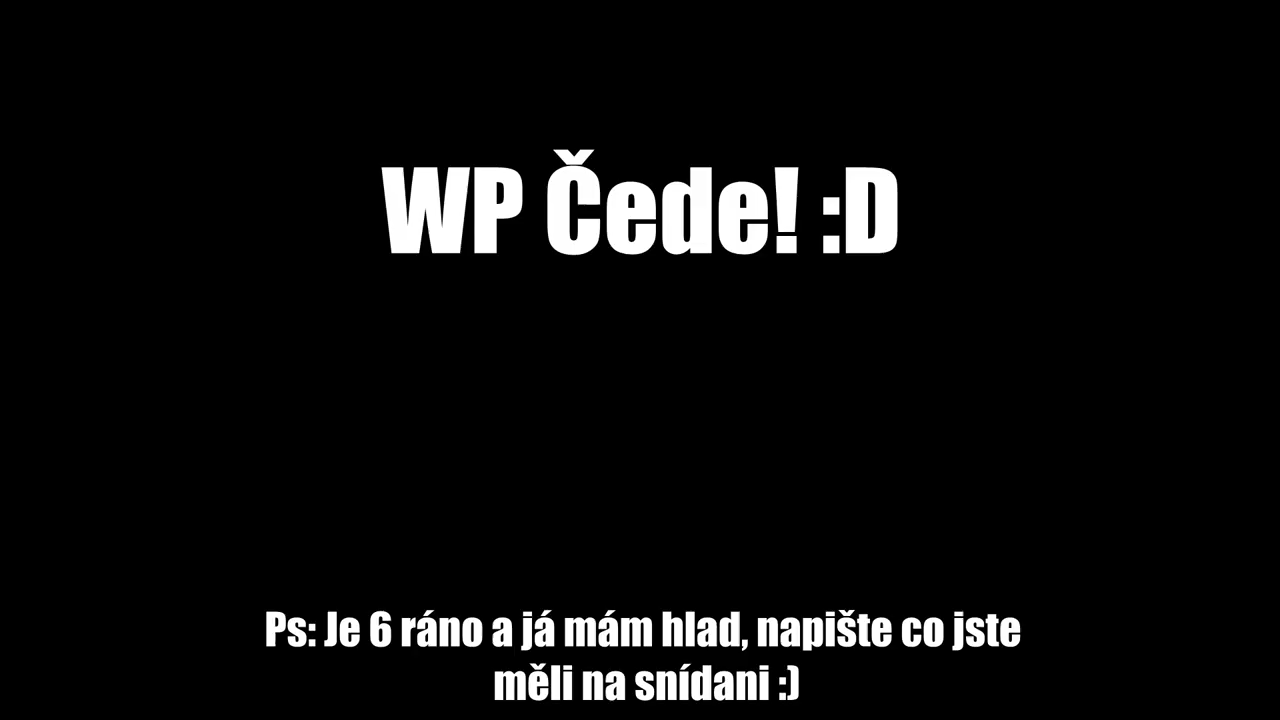 WP Čede! :D
Ps: Je 6 ráno a já mám hlad, napište co jste
měli na snídani :)